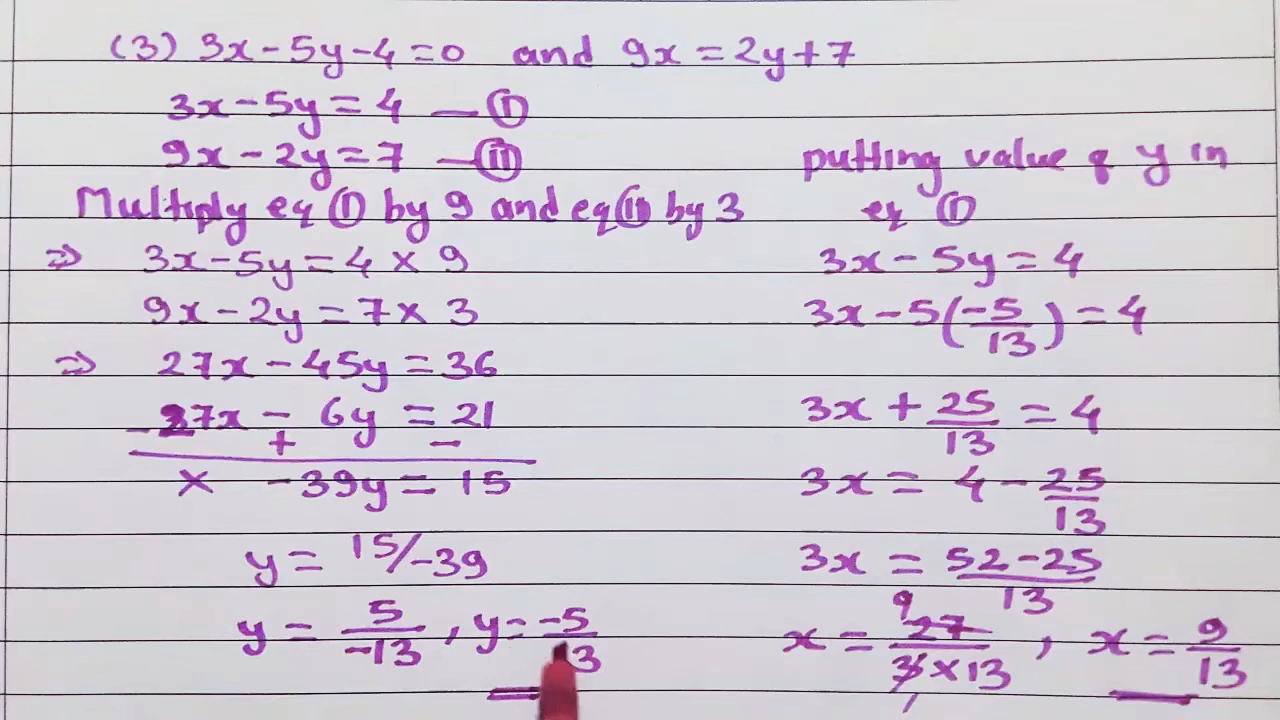 (3) 3x-5y-4=0 and 9x=2y+7
3x-5y=4 —(i)
9x-2y=7 —(ii)
Multiply eq (i) by 9 and eq(ii) by 3
⇒ 3x-5y=4×9
9x-2y=7×3
⇒ 27x-45y=36
-27x - 6y = 21
+ -
× -39y=15
y= 15/-39
y= 5/-13, y= -5/13
putting value of y in
eq (i)
3x-5y=4
3x-5(-5/13)=4
3x+25/13=4
3x= 4-25/13
3x = 52-25/13
9
x= 27/3×13, x= 9/13
1